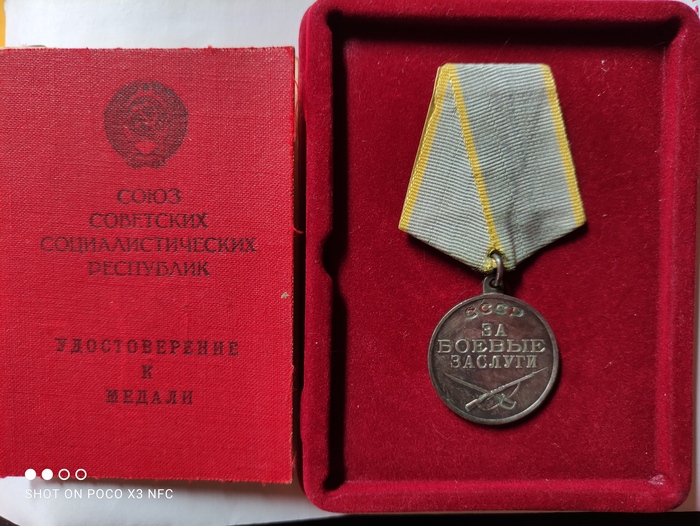 СОЮЗ
СОВЕТСКИХ
СОЦИАЛИСТИЧЕСКИХ
РЕСПУБЛИК
УДОСТОВЕРЕНИЕ
К
МЕДАЛИ
СССР
ЗА
БОЕВЫЕ
ЗАСЛУГИ
SHOT ON POCO X3 NFC